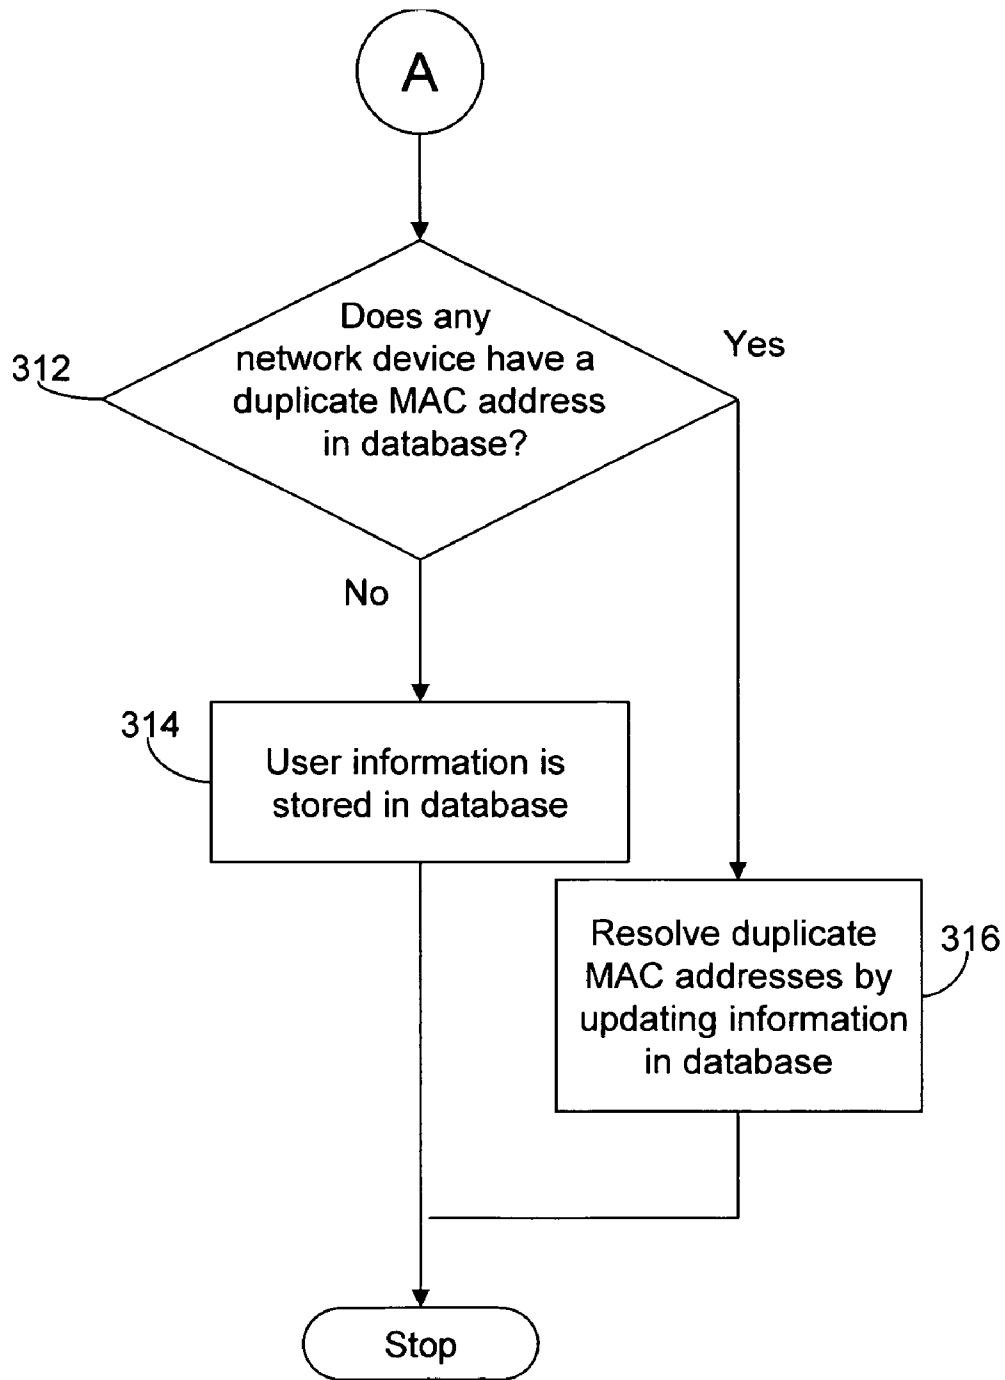 A
Does any
network device have a
duplicate MAC address
in database?
312
Yes
No
314
User information is
stored in database
Resolve duplicate
MAC addresses by
updating information
in database
316
Stop